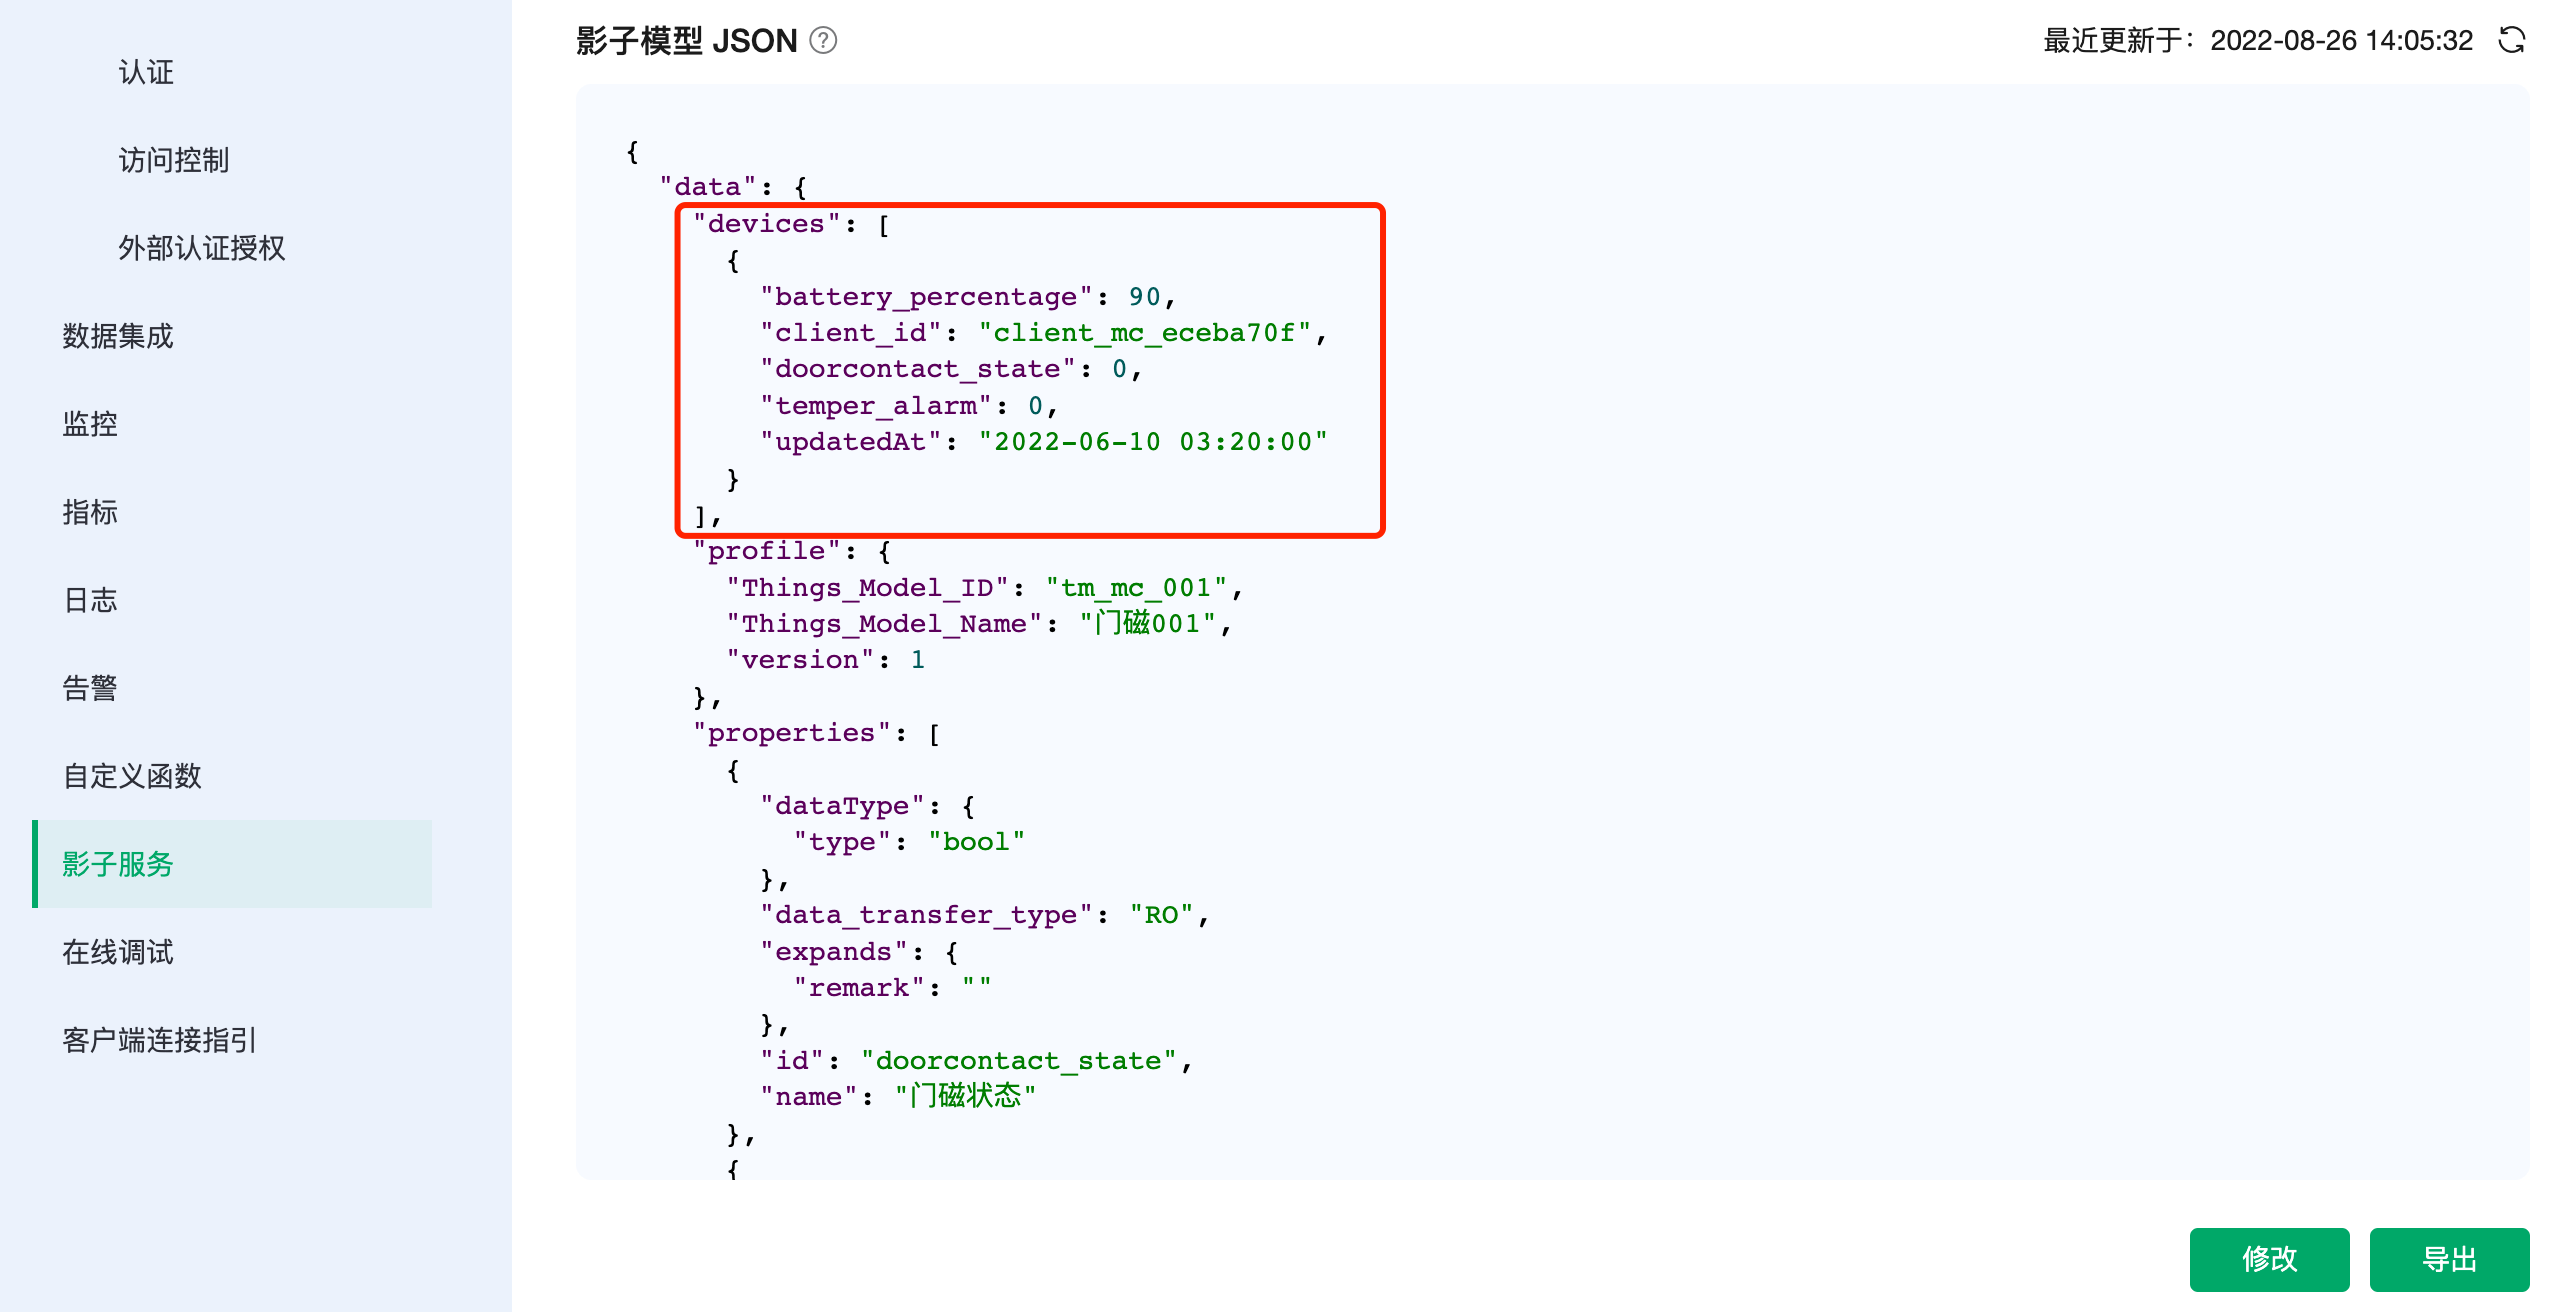 认证
访问控制
外部认证授权
数据集成
监控
指标
日志
告警
自定义函数
影子服务
在线调试
客户端连接指引
影子模型 JSON ?
最近更新于：2022-08-26 14:05:32
{
"data": {
"devices": [
{
"battery_percentage": 90,
"client_id": "client_mc_eceba70f",
"doorcontact_state": 0,
"temper_alarm": 0,
"updatedAt": "2022-06-10 03:20:00"
}
],
"profile": {
"Things_Model_ID": "tm_mc_001",
"Things_Model_Name": "门磁001",
"version": 1
},
"properties": [
{
"dataType": {
"type": "bool"
},
"data_transfer_type": "RO",
"expands": {
"remark": ""
},
"id": "doorcontact_state",
"name": "门磁状态"
},
{
修改
导出